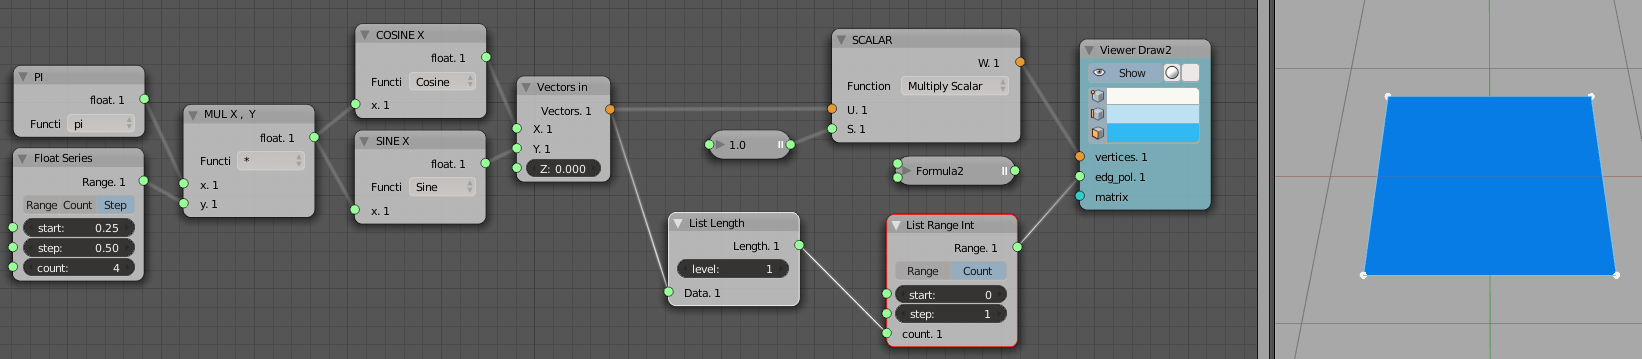 PI
float. 1
Functi pi
Float Series
Range. 1
Range Count Step
start: 0.25
step: 0.50
count: 4
MUL X , Y
float. 1
Functi *
x. 1
y. 1
COSINE X
float. 1
Functi Cosine
x. 1
SINE X
float. 1
Functi Sine
x. 1
Vectors in
Vectors. 1
X. 1
Y. 1
Z: 0.000
List Length
Length. 1
level: 1
Data. 1
1.0
SCALAR
W. 1
Function Multiply Scalar
U. 1
S. 1
Formula2
List Range Int
Range. 1
Range Count
start: 0
step: 1
count. 1
Viewer Draw2
Show
vertices. 1
edg_pol. 1
matrix